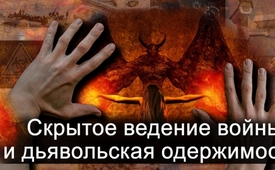 Скрытое ведение войны
и дьявольская одержимос